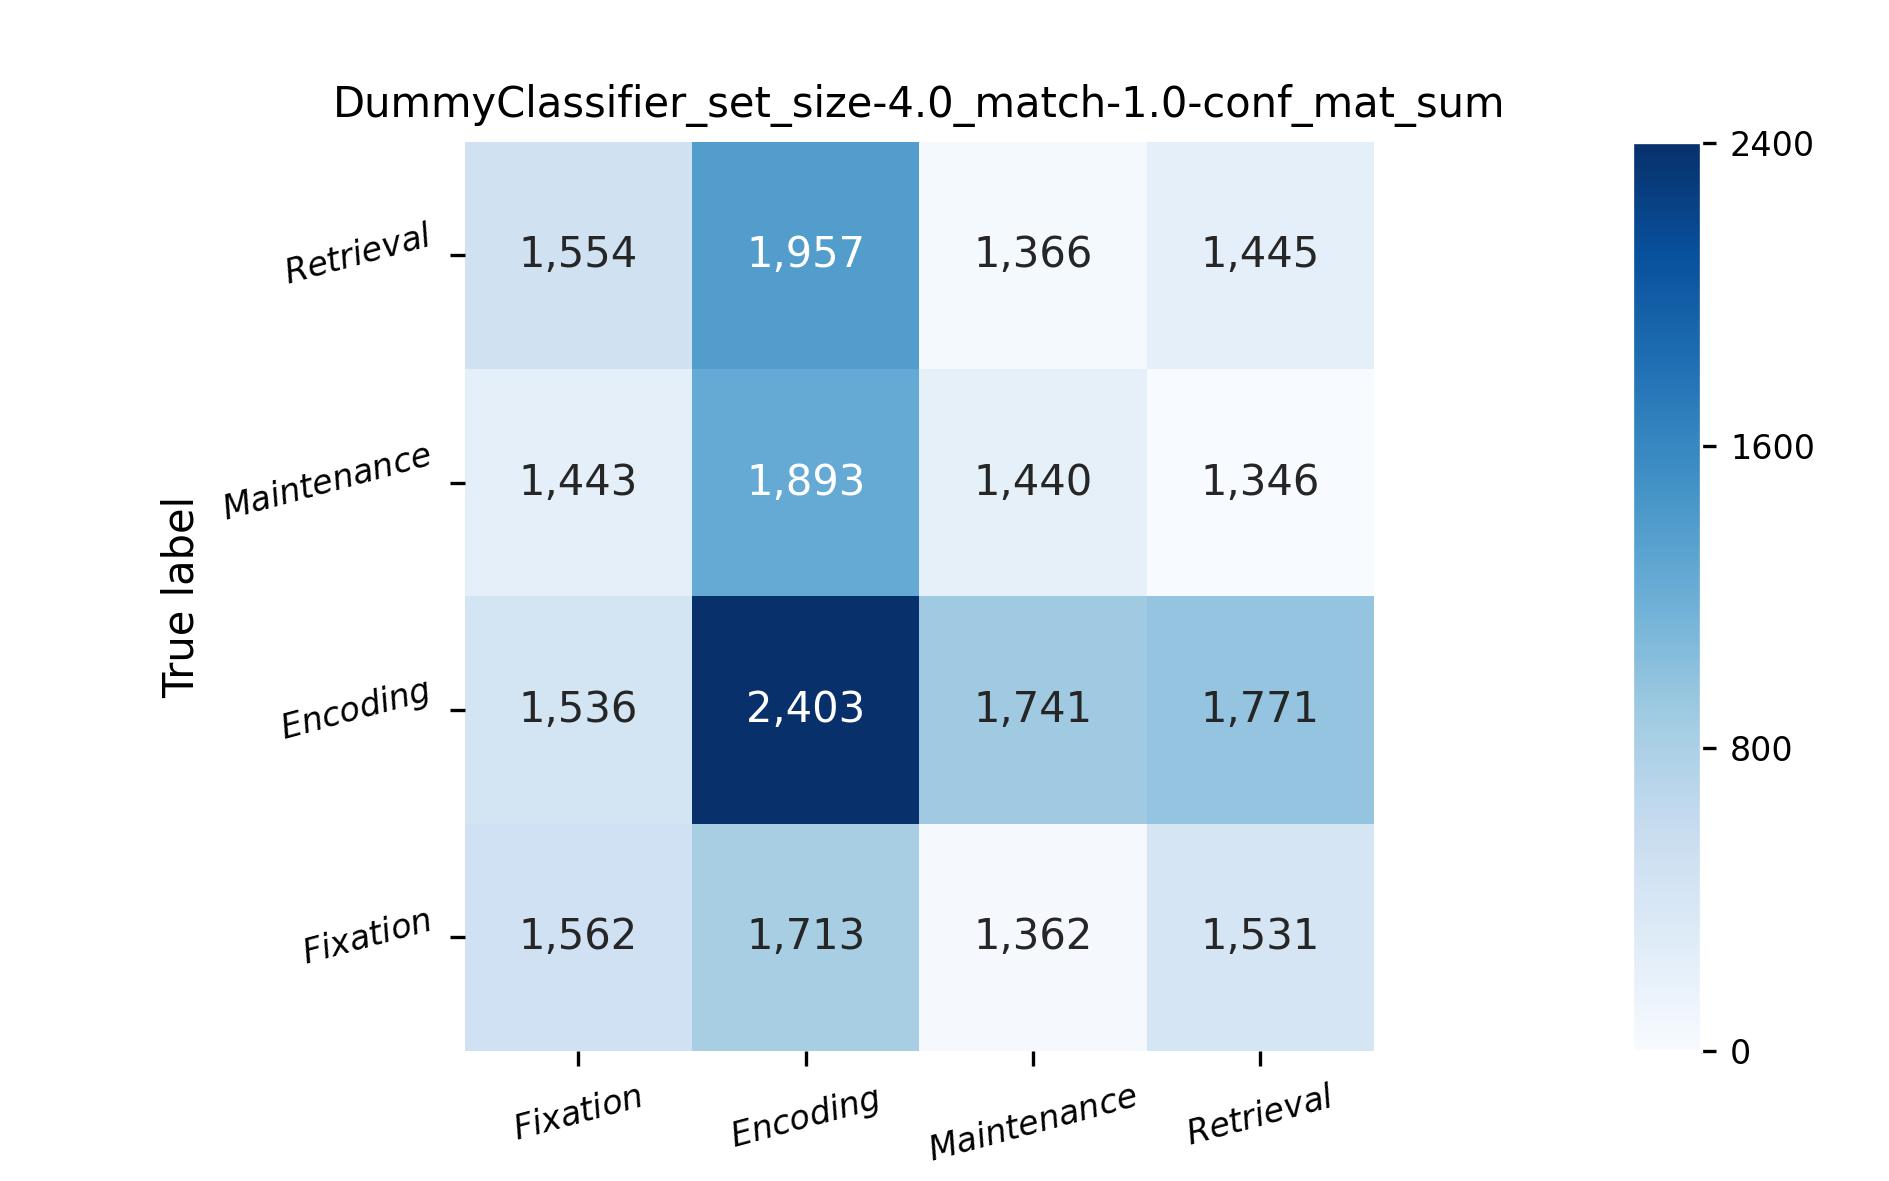 DummyClassifier_set_size-4.0_match-1.0-conf_mat_sum
True label
Retrieval 1,554 1,957 1,366 1,445
Maintenance 1,443 1,893 1,440 1,346
Encoding 1,536 2,403 1,741 1,771
Fixation 1,562 1,713 1,362 1,531
Fixation Encoding Maintenance Retrieval
2400
1600
800
0